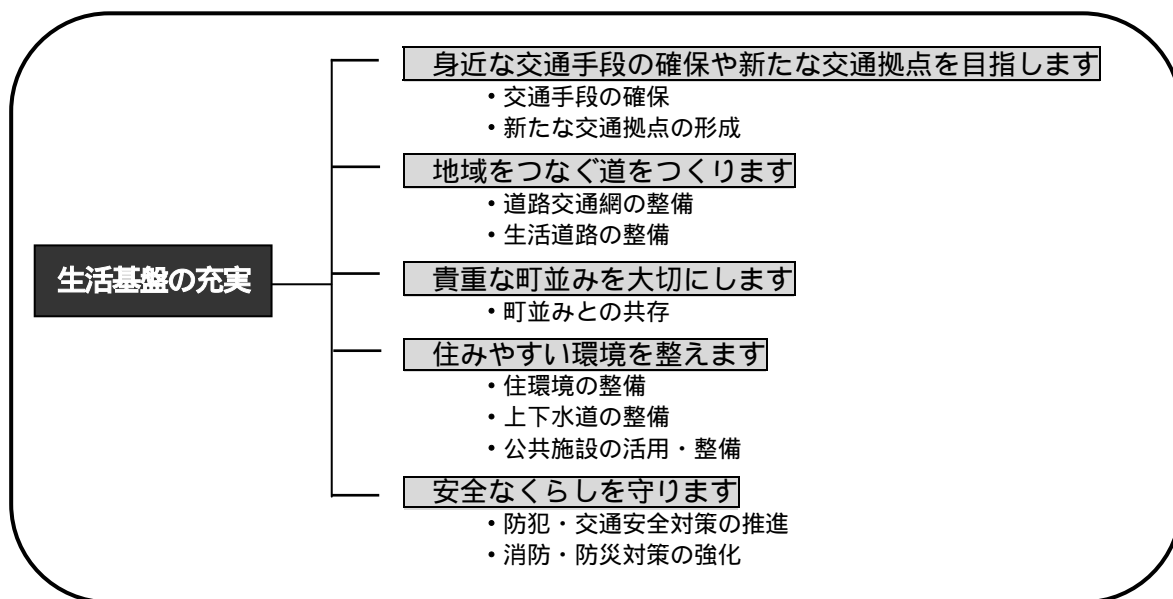 身近な交通手段の確保や新たな交通拠点を目指します
・交通手段の確保
・新たな交通拠点の形成
地域をつなぐ道をつくります
・道路交通網の整備
・生活道路の整備
生活基盤の充実
貴重な町並みを大切にします
・町並みとの共存
住みやすい環境を整えます
・住環境の整備
・上下水道の整備
・公共施設の活用・整備
安全なくらしを守ります
・防犯・交通安全対策の推進
・消防・防災対策の強化